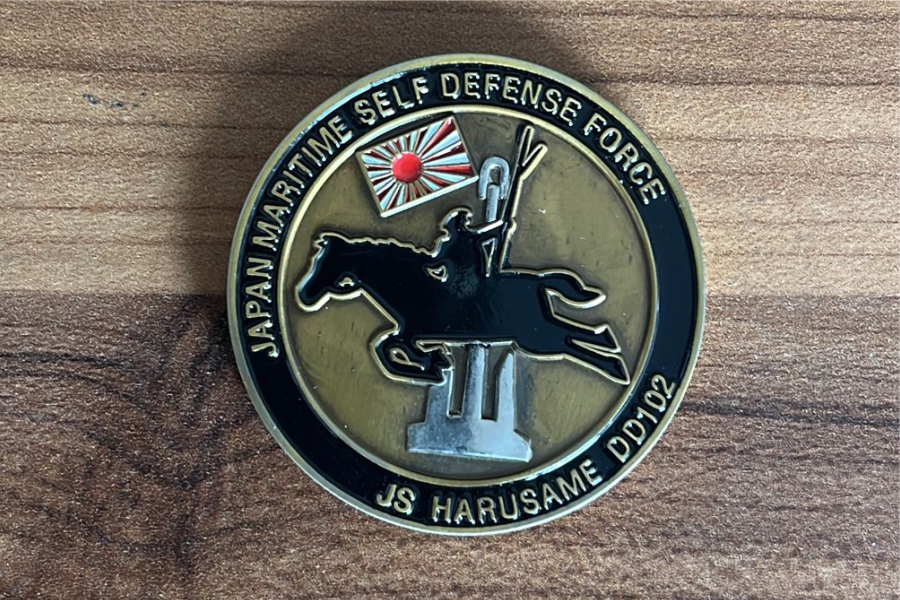 JAPAN MARITIME SELF DEFENSE FORCE
JS HARUSAME DD102